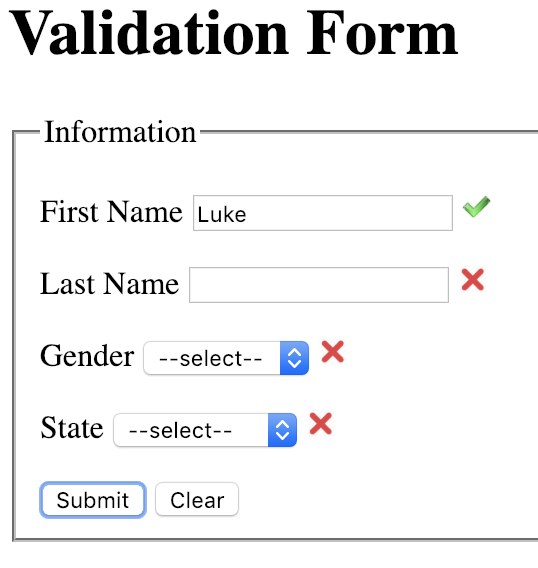 Validation Form
Information
First Name Luke
Last Name
Gender --select--
State --select--
Submit Clear